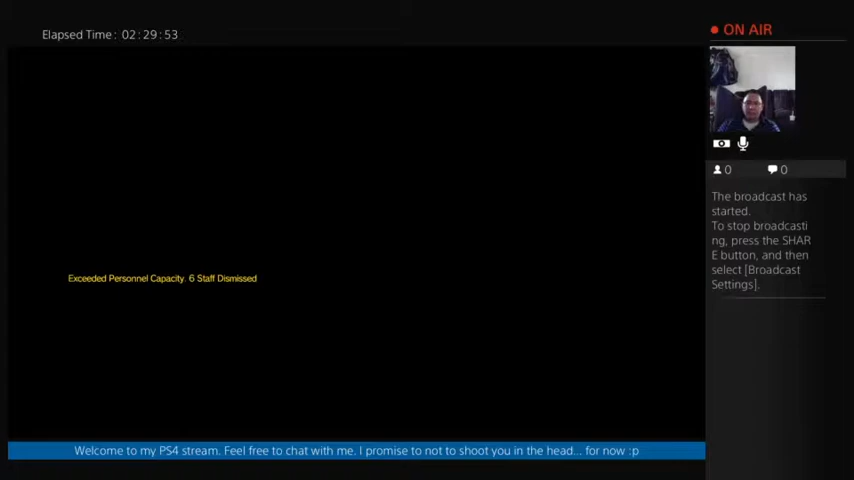 Elapsed Time: 02:29:53
ON AIR
0 0
The broadcast has
started.
To stop broadcasti
ng, press the SHAR
E button, and then
select [Broadcast
Settings].
Exceeded Personnel Capacity. 6 Staff Dismissed
Welcome to my PS4 stream. Feel free to chat with me. I promise to not to shoot you in the head... for now :p